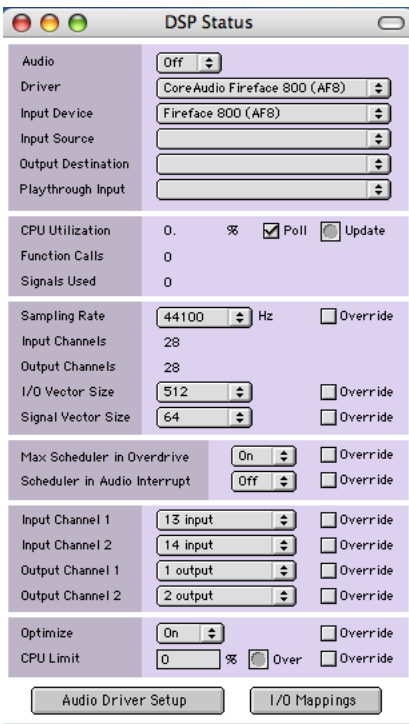 DSP Status
Audio Off
Driver CoreAudio Fireface 800 (AF8)
Input Device Fireface 800 (AF8)
Input Source
Output Destination
Playthrough Input
CPU Utilization 0. % Poll Update
Function Calls 0
Signals Used 0
Sampling Rate 44100 Hz Override
Input Channels 28
Output Channels 28
I/O Vector Size 512 Override
Signal Vector Size 64 Override
Max Scheduler in Overdrive On Override
Scheduler in Audio Interrupt Off Override
Input Channel 1 13 input Override
Input Channel 2 14 input Override
Output Channel 1 1 output Override
Output Channel 2 2 output Override
Optimize On Override
CPU Limit 0 % Over Override
Audio Driver Setup I/O Mappings